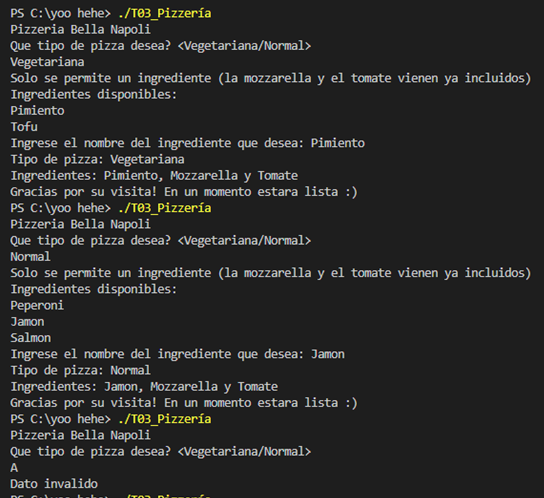 PS C:\yoo hehe> ./T03_Pizzería
Pizzeria Bella Napoli
Que tipo de pizza desea? <Vegetariana/Normal>
Vegetariana
Solo se permite un ingrediente (la mozzarella y el tomate vienen ya incluidos)
Ingredientes disponibles:
Pimiento
Tofu
Ingrese el nombre del ingrediente que desea: Pimiento
Tipo de pizza: Vegetariana
Ingredientes: Pimiento, Mozzarella y Tomate
Gracias por su visita! En un momento estara lista :)
PS C:\yoo hehe> ./T03_Pizzería
Pizzeria Bella Napoli
Que tipo de pizza desea? <Vegetariana/Normal>
Normal
Solo se permite un ingrediente (la mozzarella y el tomate vienen ya incluidos)
Ingredientes disponibles:
Peperoni
Jamon
Salmon
Ingrese el nombre del ingrediente que desea: Jamon
Tipo de pizza: Normal
Ingredientes: Jamon, Mozzarella y Tomate
Gracias por su visita! En un momento estara lista :)
PS C:\yoo hehe> ./T03_Pizzería
Pizzeria Bella Napoli
Que tipo de pizza desea? <Vegetariana/Normal>
A
Dato invalido
PS C:\yoo hehe> ./T03_Pizzería